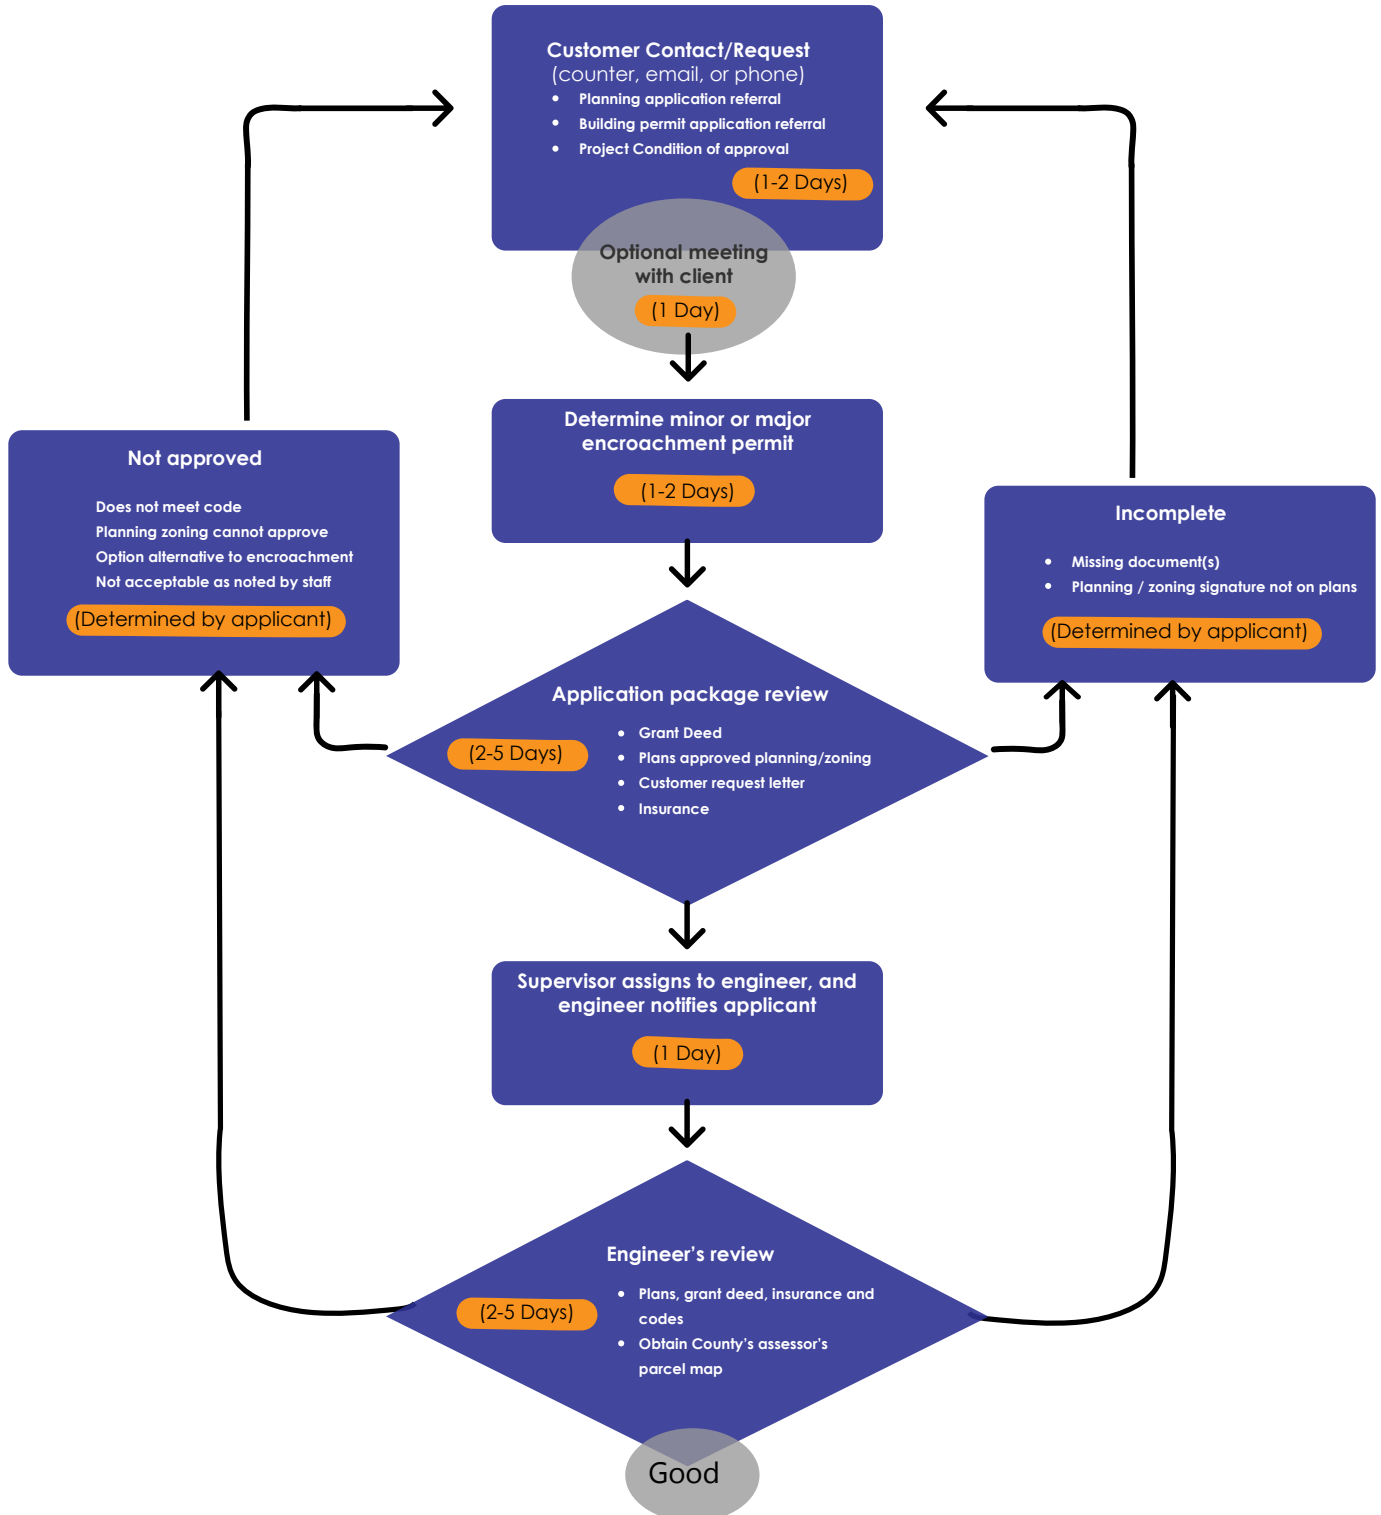 Customer Contact/Request
(counter, email, or phone)
• Planning application referral
• Building permit application referral
• Project Condition of approval
(1-2 Days)
Optional meeting
with client
(1 Day)
Determine minor or major
encroachment permit
(1-2 Days)
Not approved
Does not meet code
Planning zoning cannot approve
Option alternative to encroachment
Not acceptable as noted by staff
(Determined by applicant)
Incomplete
• Missing document(s)
• Planning / zoning signature not on plans
(Determined by applicant)
Application package review
(2-5 Days)
• Grant Deed
• Plans approved planning/zoning
• Customer request letter
• Insurance
Supervisor assigns to engineer, and
engineer notifies applicant
(1 Day)
Engineer’s review
(2-5 Days)
• Plans, grant deed, insurance and
codes
• Obtain County’s assessor’s
parcel map
Good